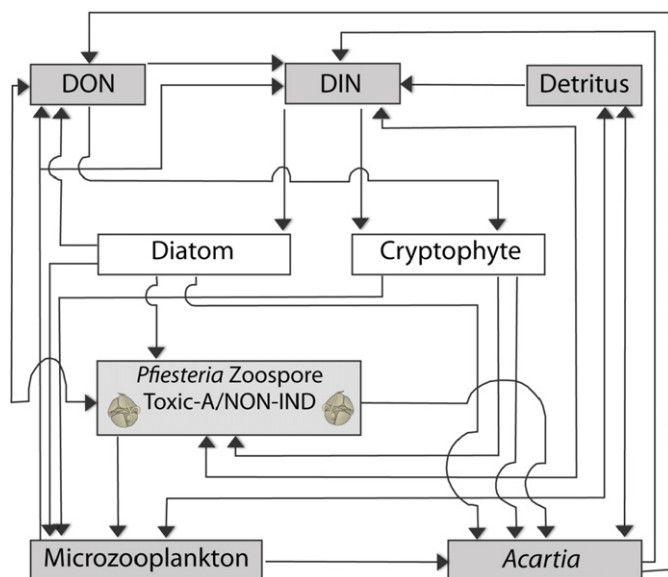 DON
DIN
Detritus
Diatom
Cryptophyte
Pfiesteria Zoospore
Toxic-A/NON-IND
Microzooplankton
Acartia